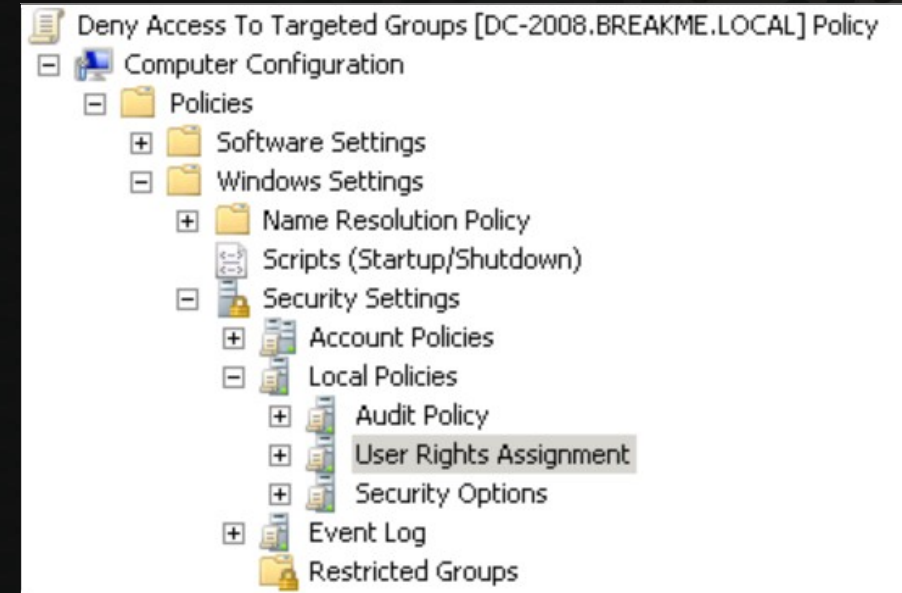 Deny Access To Targeted Groups [DC-2008.BREAKME.LOCAL] Policy
Computer Configuration
Policies
Software Settings
Windows Settings
Name Resolution Policy
Scripts (Startup/Shutdown)
Security Settings
Account Policies
Local Policies
Audit Policy
User Rights Assignment
Security Options
Event Log
Restricted Groups